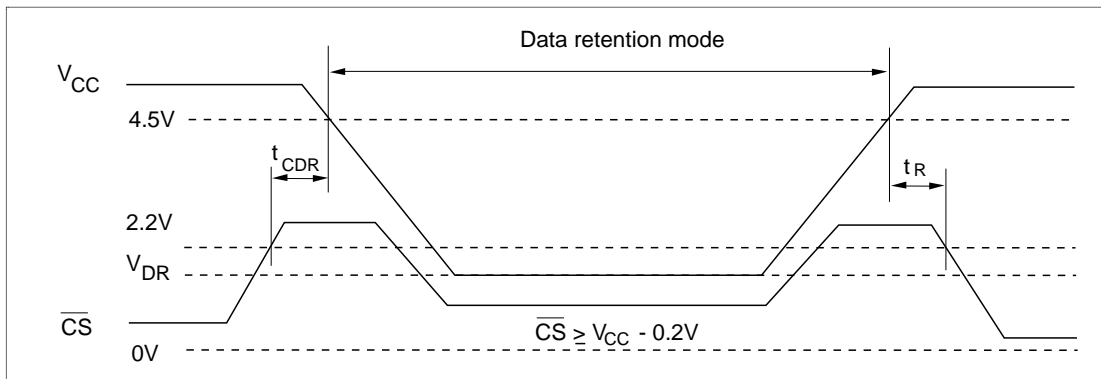 Data retention mode
VCC
4.5V
tCDR
tR
2.2V
VDR
CS
CS ≥ VCC - 0.2V
0V